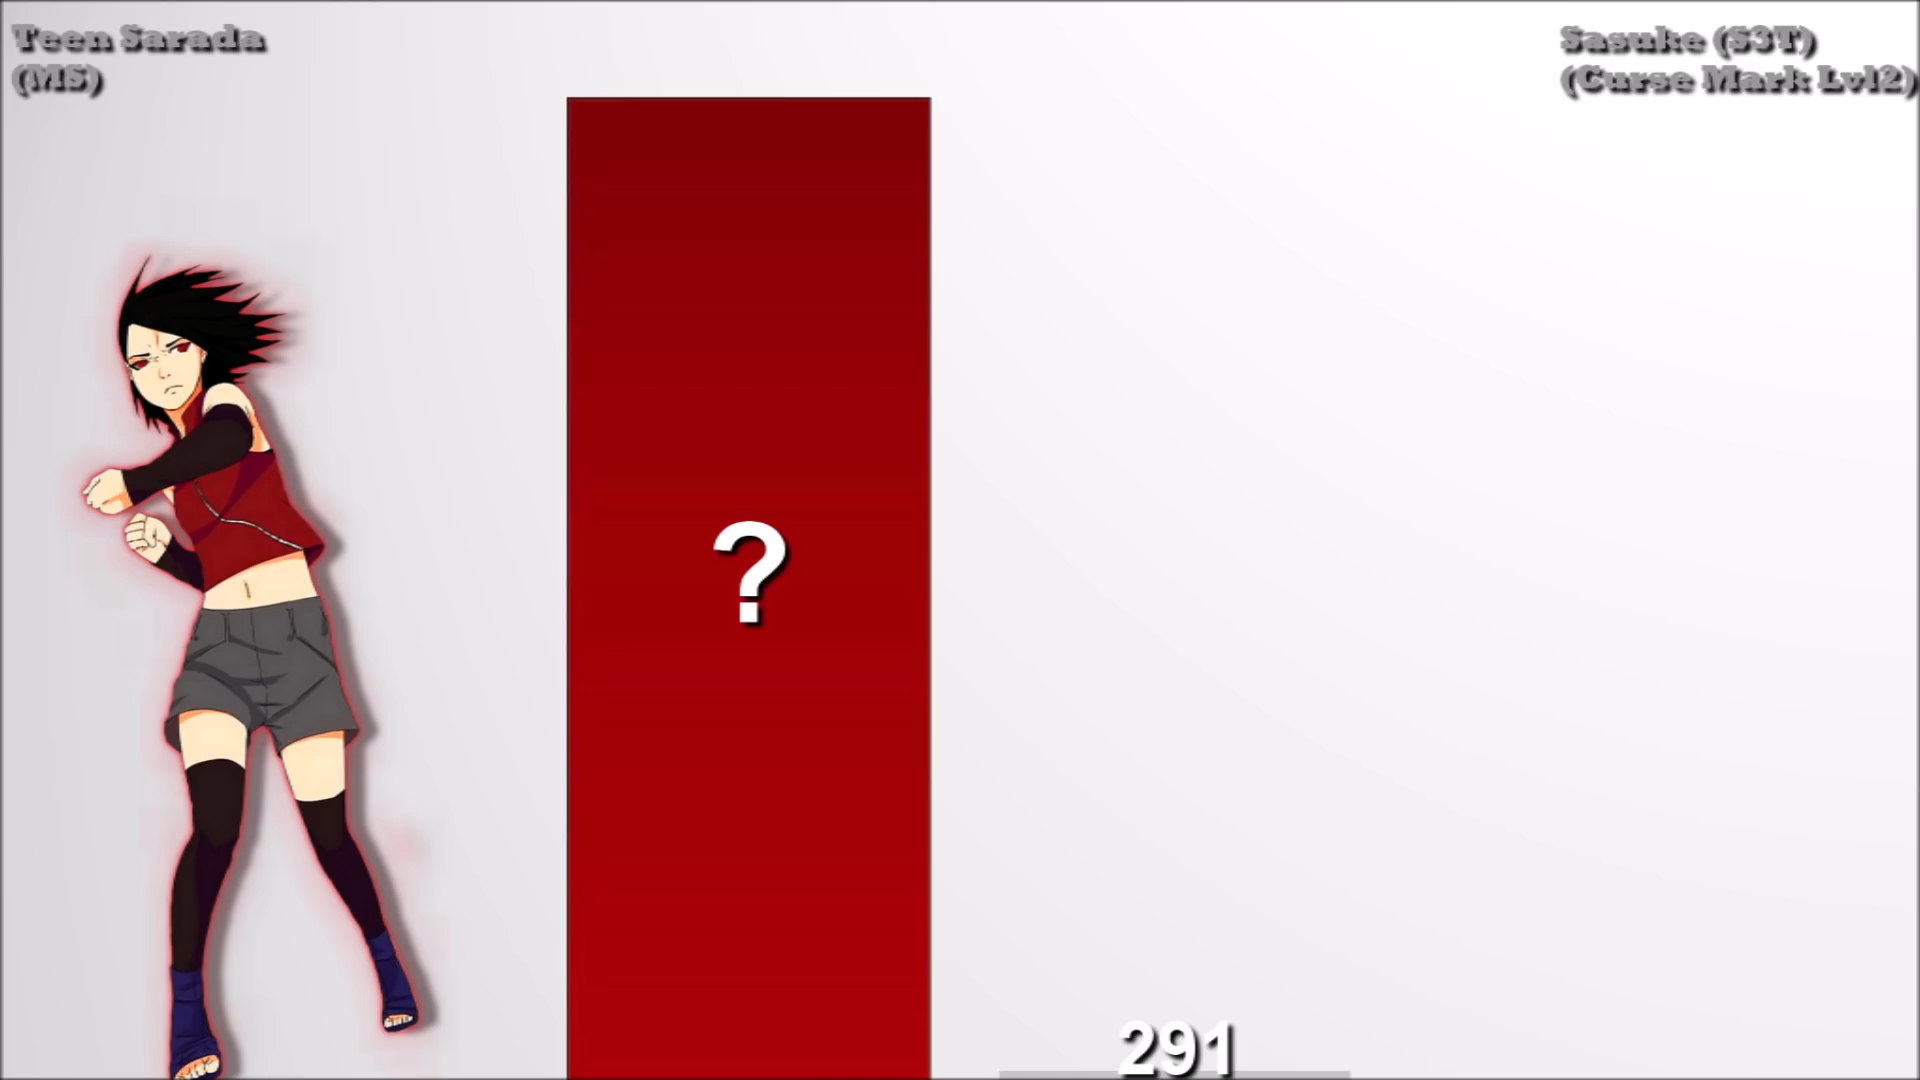 Teen Sarada
(MS)
Sasuke (S3T)
(Curse Mark Lvl2)
?
291